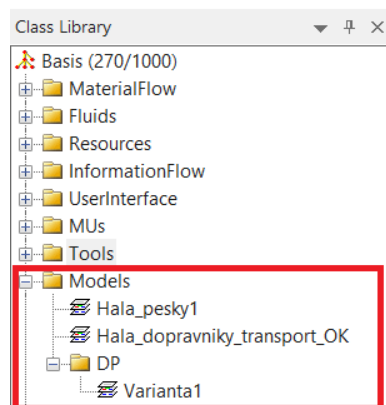 Class Library
Basis (270/1000)
MaterialFlow
Fluids
Resources
InformationFlow
UserInterface
MUs
Tools
Models
Hala_pesky1
Hala_dopravniky_transport_OK
DP
Varianta1